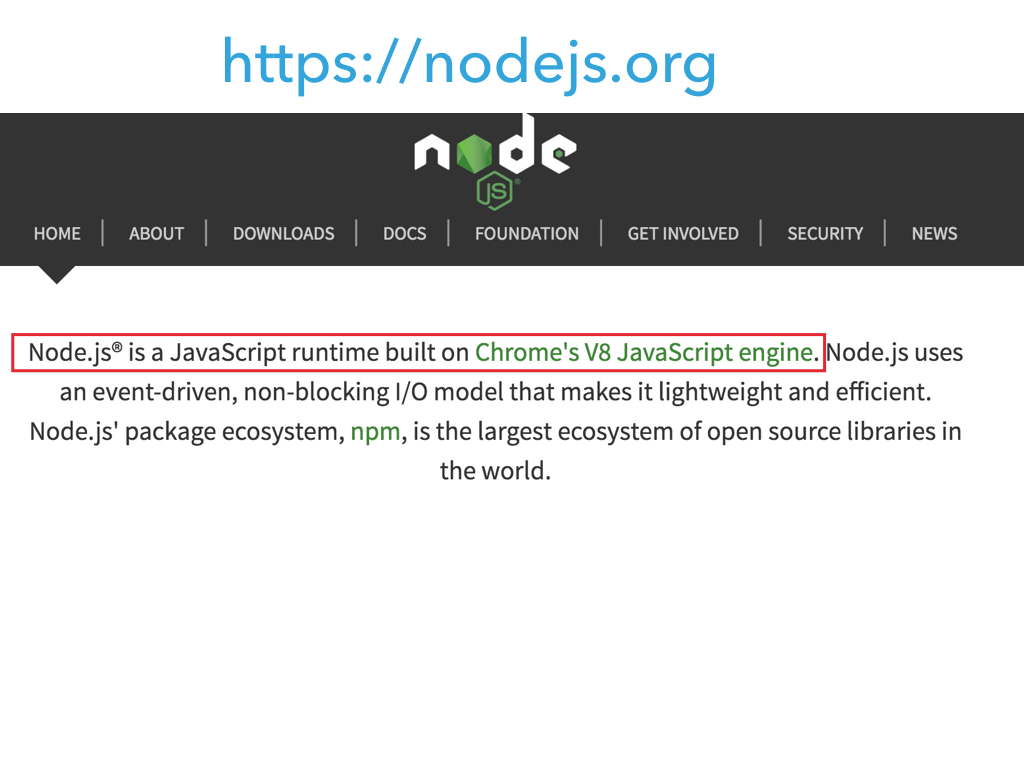 https://nodejs.org
node
JS®
HOME | ABOUT | DOWNLOADS | DOCS | FOUNDATION | GET INVOLVED | SECURITY | NEWS
Node.js® is a JavaScript runtime built on Chrome's V8 JavaScript engine. Node.js uses
an event-driven, non-blocking I/O model that makes it lightweight and efficient.
Node.js' package ecosystem, npm, is the largest ecosystem of open source libraries in
the world.